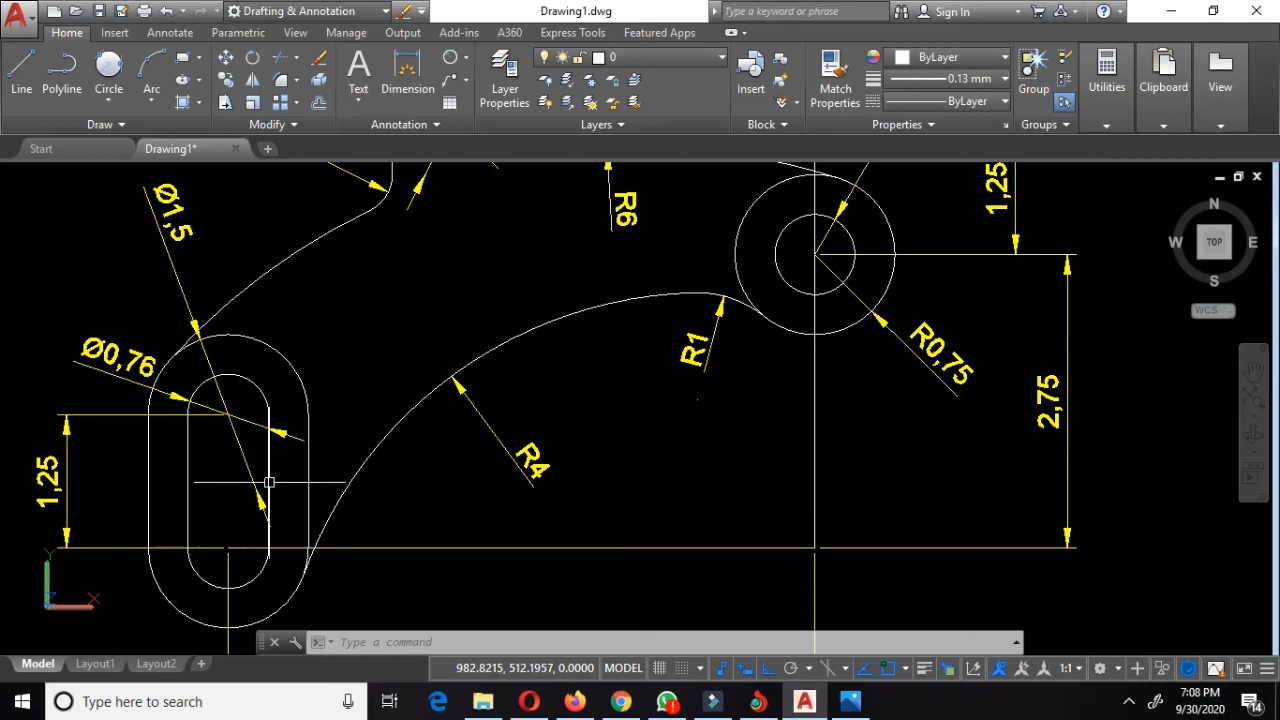 Drafting & Annotation
Drawing1.dwg
Type a keyword or phrase
Sign In
Home Insert Annotate Parametric View Manage Output Add-ins A360 Express Tools Featured Apps
Line Polyline Circle Arc
Draw
Modify
Text Dimension
Annotation
Layer Properties
0
Layers
Insert
Block
Match Properties
ByLayer
0.13 mm
ByLayer
Properties
Group
Groups
Utilities
Clipboard
View
Start
Drawing1*
Ø1,5
R6
1,25
N
W TOP E
S
WCS
Ø0,76
R1
R0,75
2,75
R4
1,25
Y
X
Type a command
Model Layout1 Layout2 +
982.8215, 512.1957, 0.0000 MODEL
1:1
Type here to search
7:08 PM
9/30/2020
14